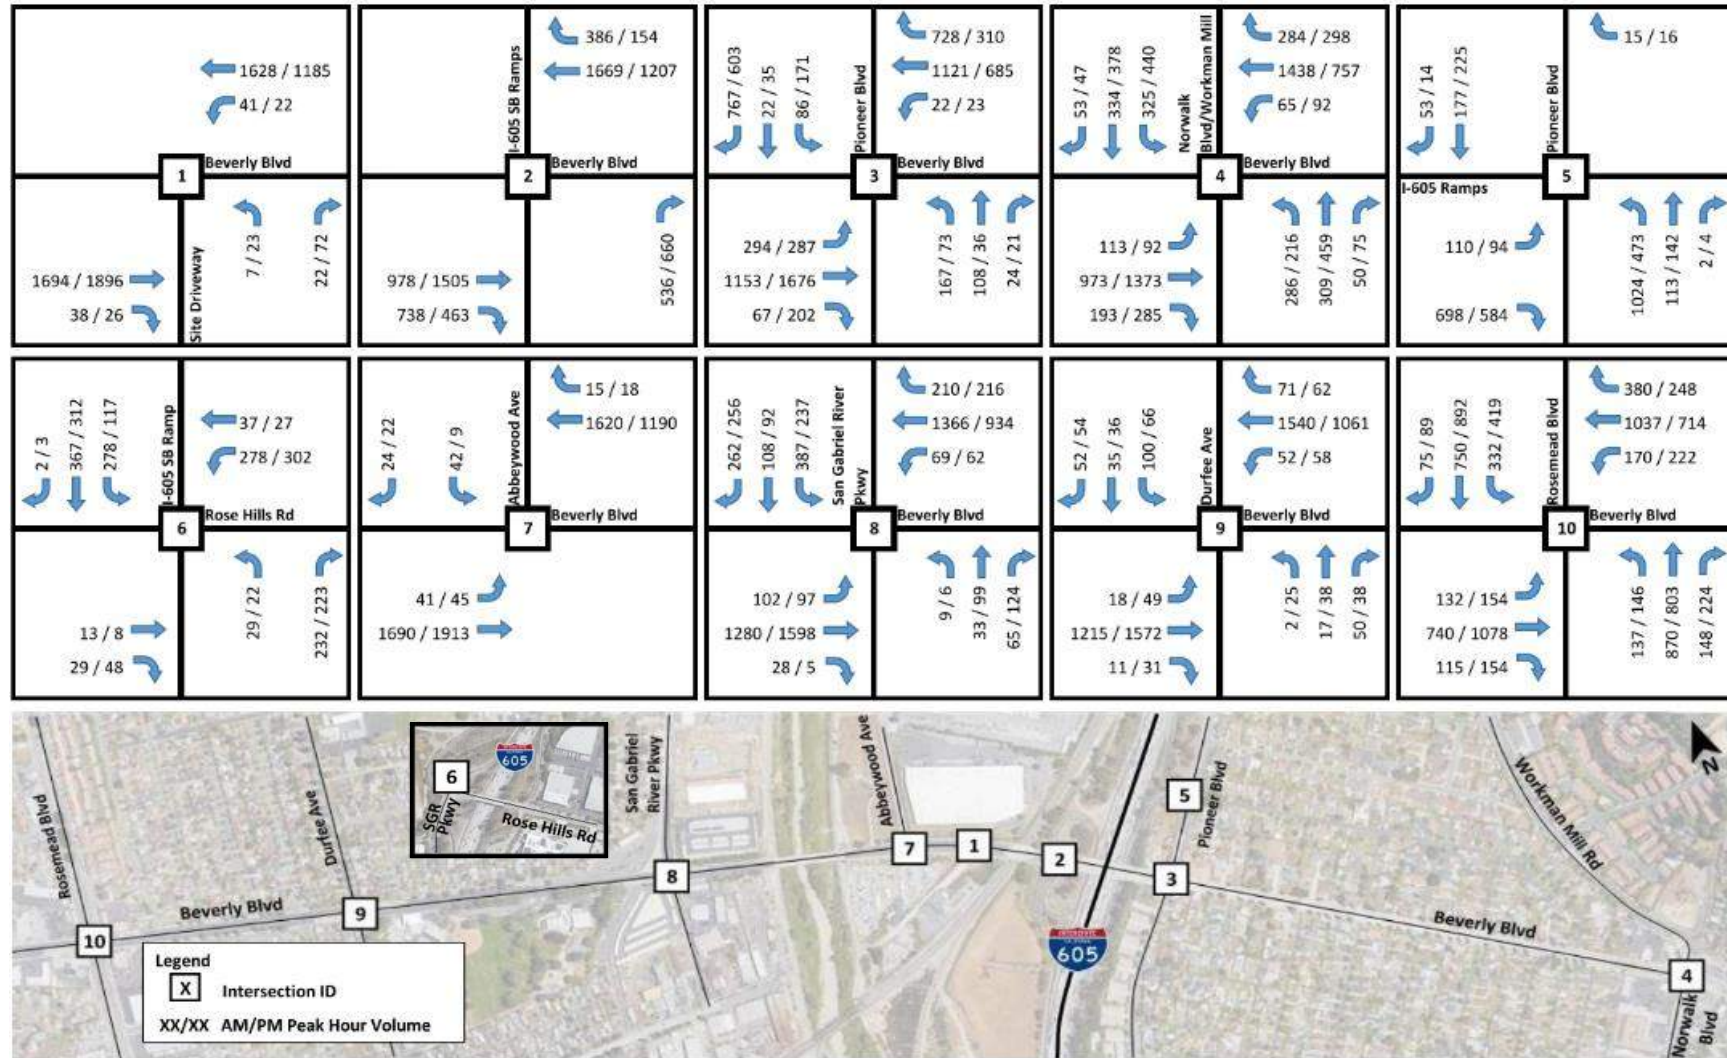 1628 / 1185
41 / 22
Beverly Blvd
1
Site Driveway
1694 / 1896
38 / 26
7 / 23
22 / 72
386 / 154
1669 / 1207
I-605 SB Ramps
Beverly Blvd
2
978 / 1505
738 / 463
536 / 660
767 / 603
22 / 35
86 / 171
Pioneer Blvd
728 / 310
1121 / 685
22 / 23
Beverly Blvd
3
294 / 287
1153 / 1676
67 / 202
167 / 73
108 / 36
24 / 21
53 / 47
334 / 378
325 / 440
Norwalk
Blvd/Workman Mill
284 / 298
1438 / 757
65 / 92
Beverly Blvd
4
113 / 92
973 / 1373
193 / 285
286 / 216
309 / 459
50 / 75
53 / 14
177 / 225
Pioneer Blvd
15 / 16
I-605 Ramps
5
110 / 94
698 / 584
1024 / 473
113 / 142
2 / 4
2 / 3
367 / 312
278 / 117
I-605 SB Ramp
37 / 27
278 / 302
Rose Hills Rd
6
13 / 8
29 / 48
29 / 22
232 / 223
24 / 22
42 / 9
Abbeywood Ave
15 / 18
1620 / 1190
Beverly Blvd
7
41 / 45
1690 / 1913
262 / 256
108 / 92
387 / 237
San Gabriel River
Pkwy
210 / 216
1366 / 934
69 / 62
Beverly Blvd
8
102 / 97
1280 / 1598
28 / 5
9 / 6
33 / 99
65 / 124
52 / 54
35 / 36
100 / 66
Durfee Ave
71 / 62
1540 / 1061
52 / 58
Beverly Blvd
9
18 / 49
1215 / 1572
11 / 31
2 / 25
17 / 38
50 / 38
75 / 89
750 / 892
332 / 419
Rosemead Blvd
380 / 248
1037 / 714
170 / 222
Beverly Blvd
10
132 / 154
740 / 1078
115 / 154
137 / 146
870 / 803
148 / 224
Rosemead Blvd
Durfee Ave
6
605
SGR
Pkwy
Rose Hills Rd
San Gabriel
River Pkwy
Abbeywood Ave
5
Pioneer Blvd
Workman Mill Rd
N
7
1
2
3
8
9
10
Beverly Blvd
Beverly Blvd
605
4
Norwalk
Blvd
Legend
X Intersection ID
XX/XX AM/PM Peak Hour Volume